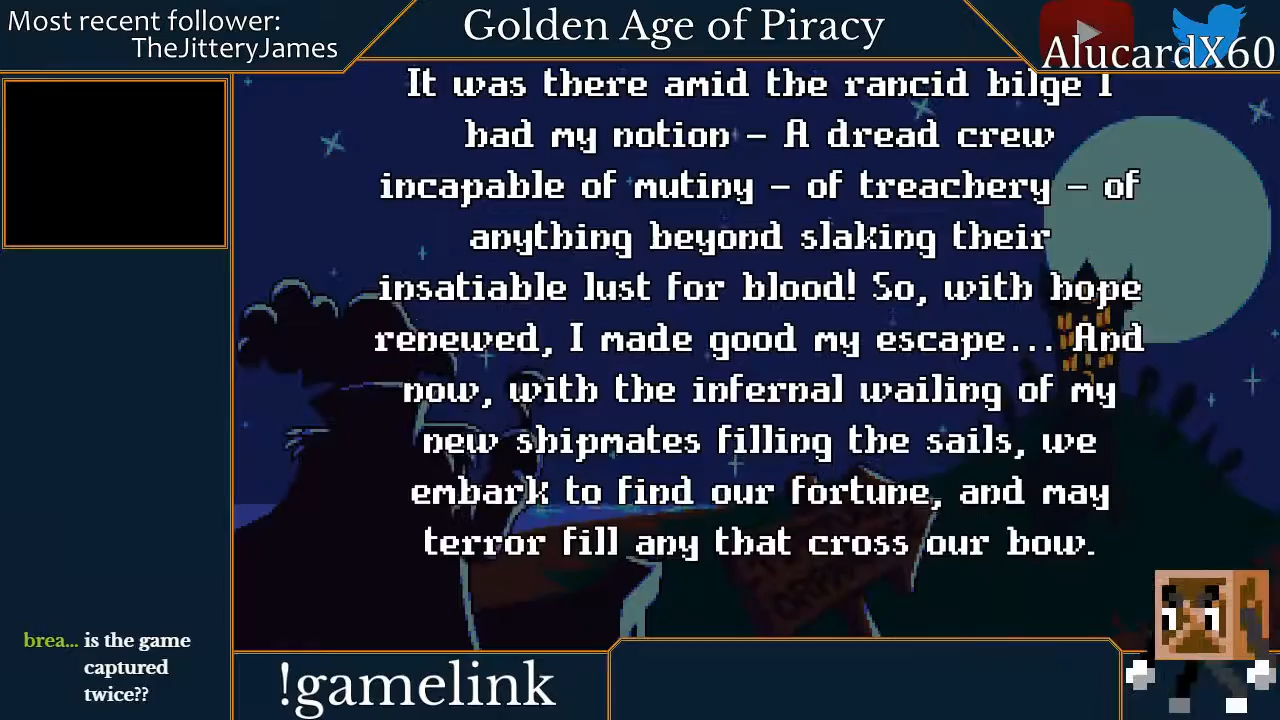 Most recent follower:
TheJitteryJames
Golden Age of Piracy
AlucardX60
It was there amid the rancid bilge I
had my notion – A dread crew
incapable of mutiny – of treachery – of
anything beyond slaking their
insatiable lust for blood! So, with hope
renewed, I made good my escape... And
now, with the infernal wailing of my
new shipmates filling the sails, we
embark to find our fortune, and may
terror fill any that cross our bow.
brea... is the game
captured
twice??
!gamelink